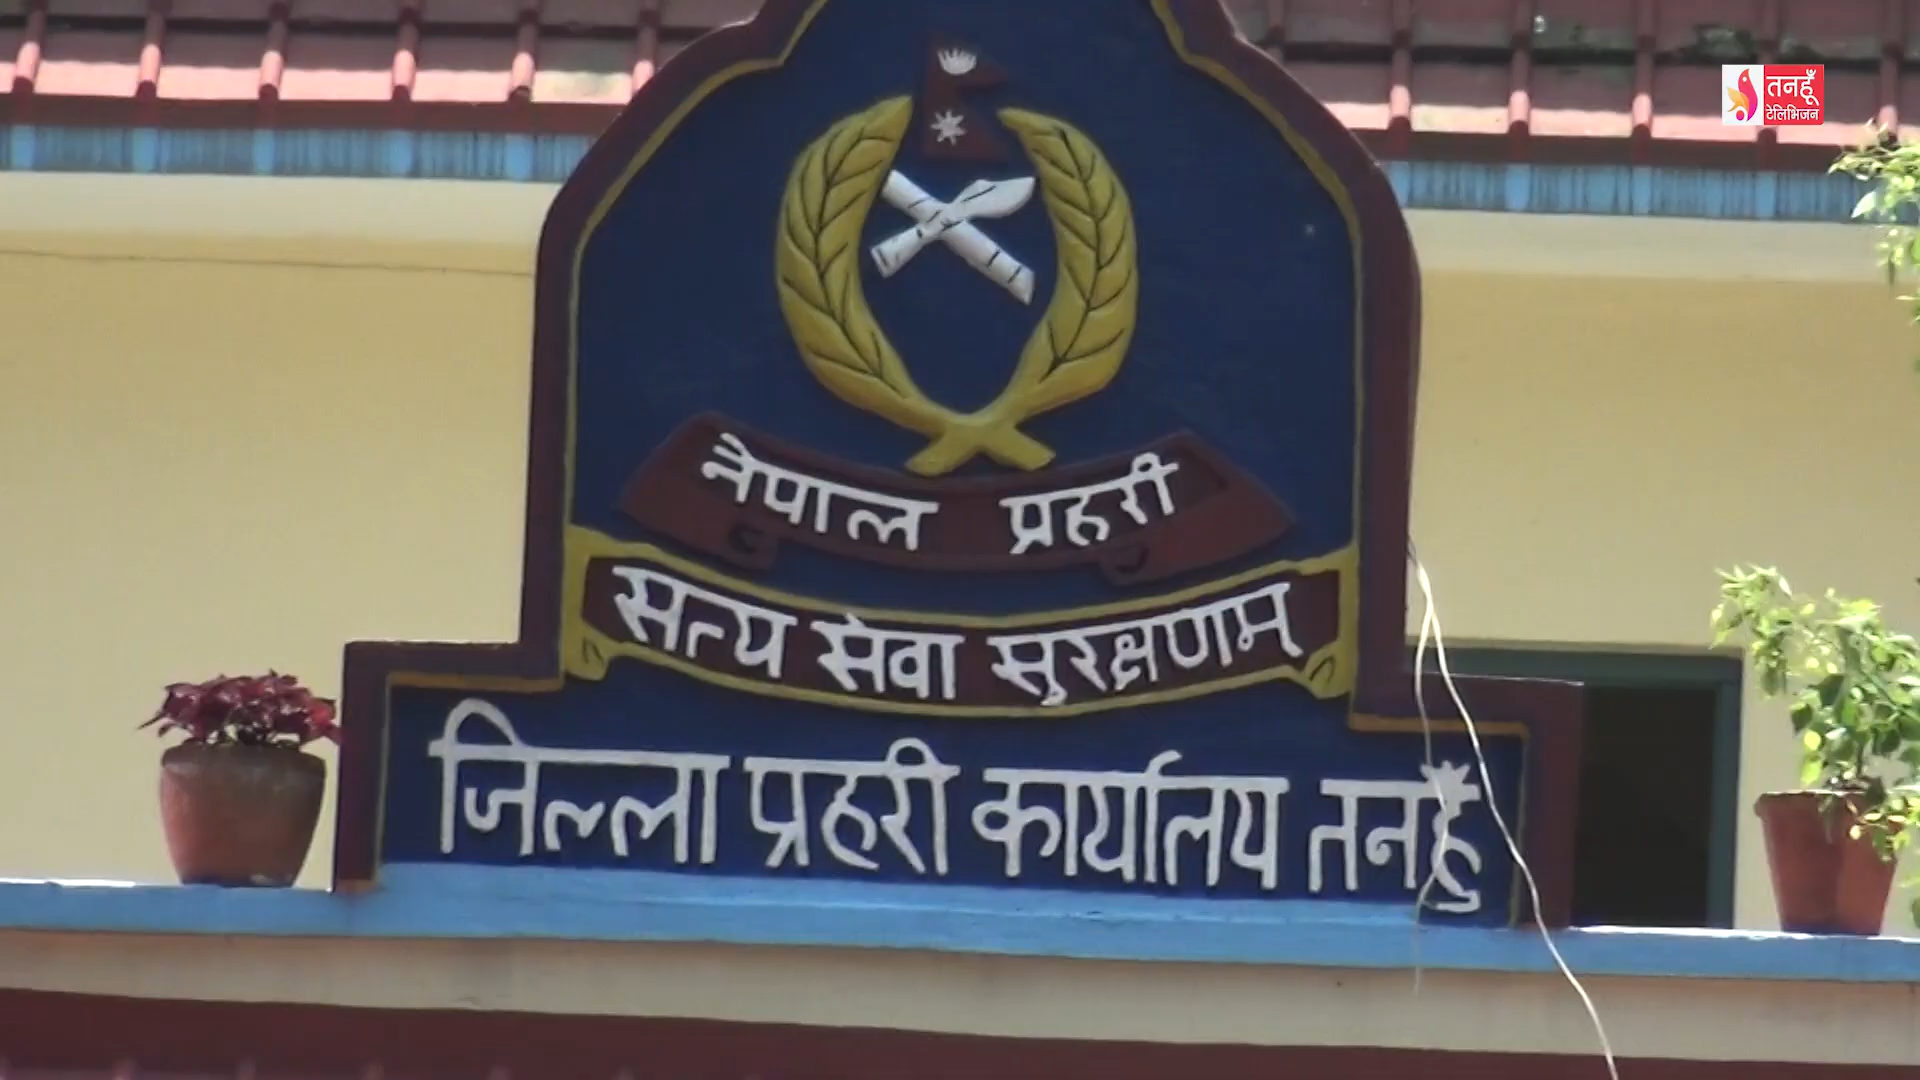 तनहूँ
टेलिभिजन
नेपाल प्रहरी
सत्य सेवा सुरक्षणम्
जिल्ला प्रहरी कार्यालय तनहुँ